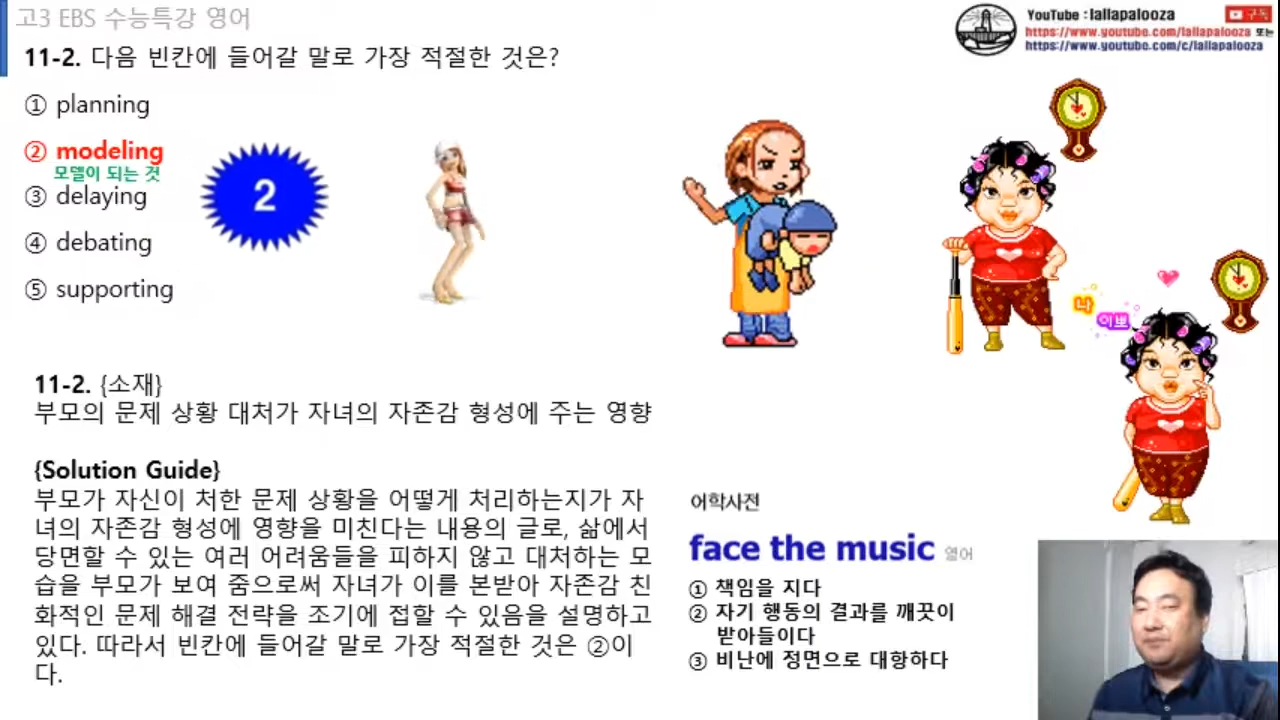 고3 EBS 수능특강 영어
YouTube : lallapalooza
구독
https://www.youtube.com/lallapalooza 또는
https://www.youtube.com/c/lallapalooza
11-2. 다음 빈칸에 들어갈 말로 가장 적절한 것은?
① planning
② modeling
모델이 되는 것
③ delaying
④ debating
⑤ supporting
2
나
이뽀
11-2. {소재}
부모의 문제 상황 대처가 자녀의 자존감 형성에 주는 영향
{Solution Guide}
부모가 자신이 처한 문제 상황을 어떻게 처리하는지가 자
녀의 자존감 형성에 영향을 미친다는 내용의 글로, 삶에서
당면할 수 있는 여러 어려움들을 피하지 않고 대처하는 모
습을 부모가 보여 줌으로써 자녀가 이를 본받아 자존감 친
화적인 문제 해결 전략을 조기에 접할 수 있음을 설명하고
있다. 따라서 빈칸에 들어갈 말로 가장 적절한 것은 ②이
다.
어학사전
face the music 영어
① 책임을 지다
② 자기 행동의 결과를 깨끗이
받아들이다
③ 비난에 정면으로 대항하다